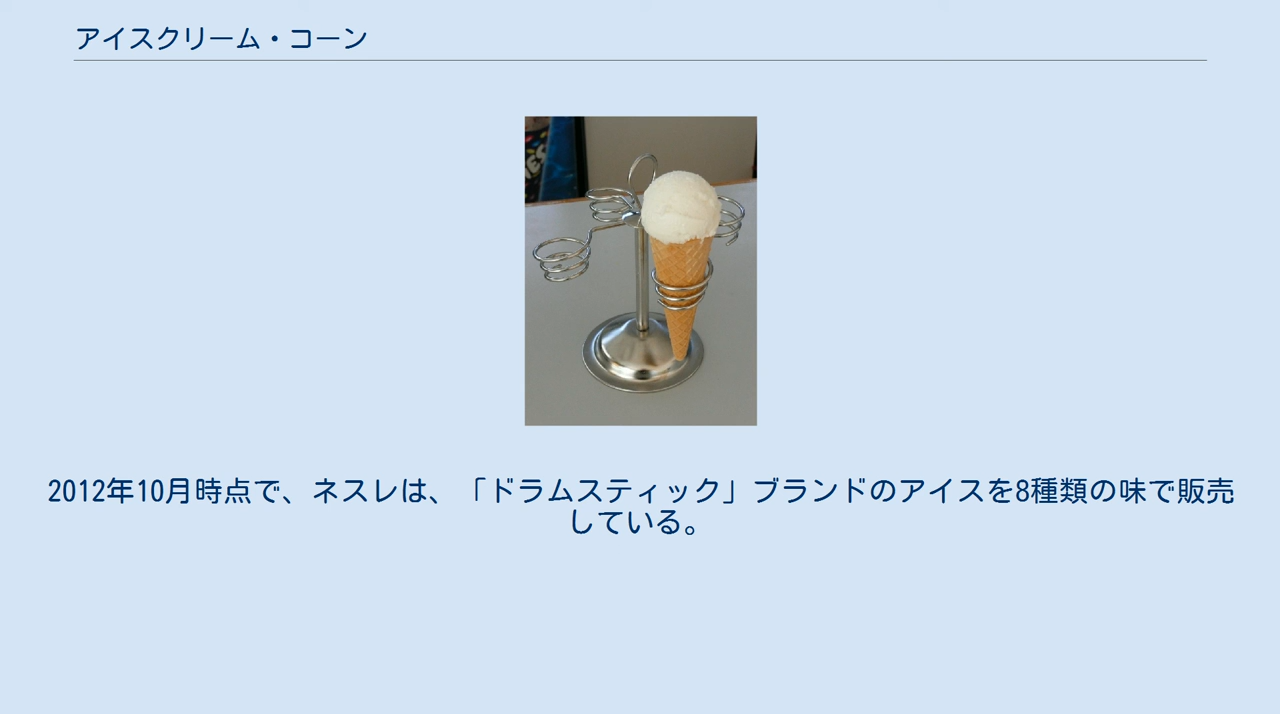 アイスクリーム・コーン
2012年10月時点で、ネスレは、「ドラムスティック」ブランドのアイスを8種類の味で販売
している。